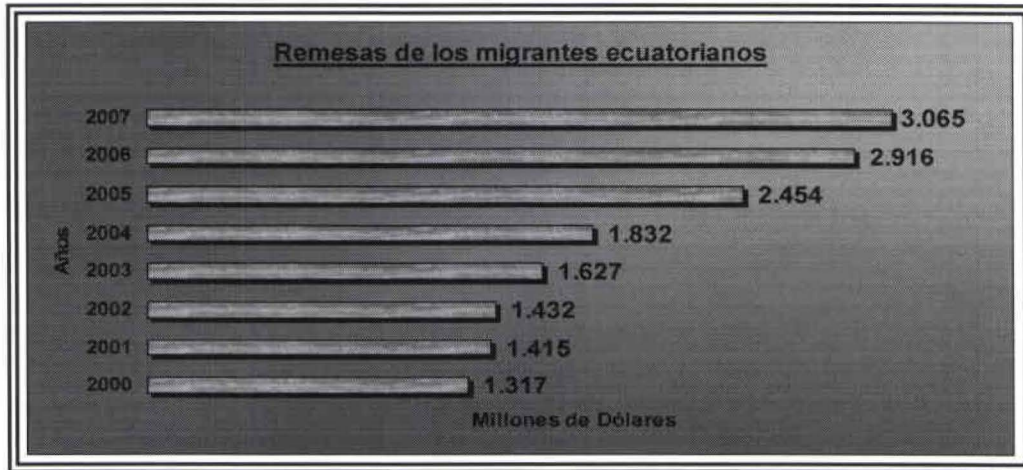 Remesas de los migrantes ecuatorianos
Años
2007 3.065
2006 2.916
2005 2.454
2004 1.832
2003 1.627
2002 1.432
2001 1.415
2000 1.317
Millones de Dólares